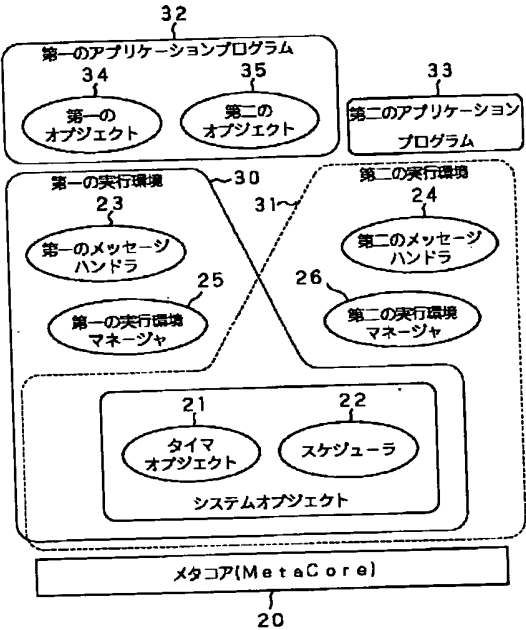 32
第一のアプリケーションプログラム
34
35
第一の
オブジェクト
第二の
オブジェクト
33
第二のアプリケーション
プログラム
第一の実行環境
30
31
第二の実行環境
23
第一のメッセージ
ハンドラ
24
第二のメッセージ
ハンドラ
25
第一の実行環境
マネージャ
26
第二の実行環境
マネージャ
21
タイマ
オブジェクト
22
スケジューラ
システムオブジェクト
メタコア(MetaCore)
20